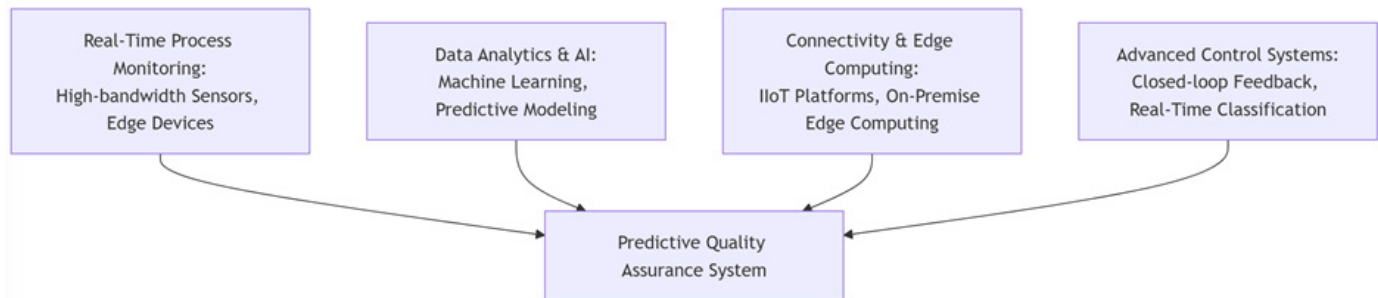 Real-Time Process
Monitoring:
High-bandwidth Sensors,
Edge Devices
Data Analytics & AI:
Machine Learning,
Predictive Modeling
Connectivity & Edge
Computing:
IIoT Platforms, On-Premise
Edge Computing
Advanced Control Systems:
Closed-loop Feedback,
Real-Time Classification
Predictive Quality
Assurance System